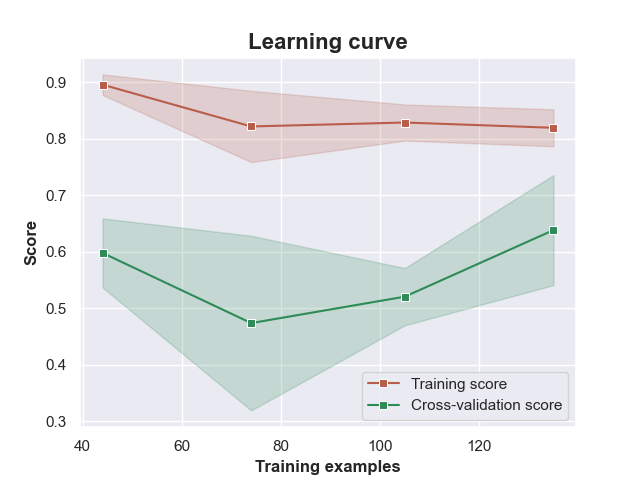 Learning curve
0.9
0.8
0.7
0.6
0.5
0.4
0.3
Score
40 60 80 100 120
Training examples
Training score
Cross-validation score